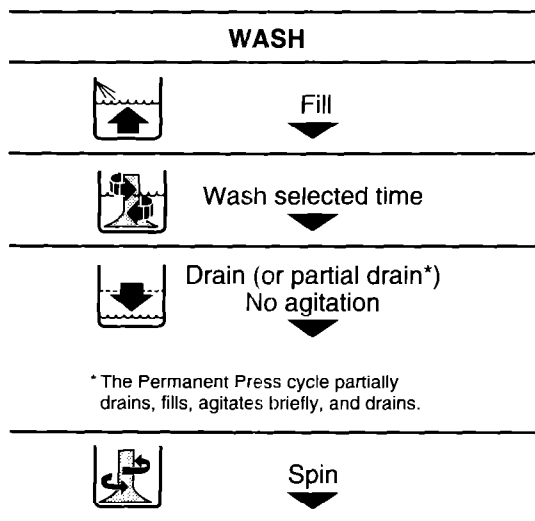 WASH
Fill
Wash selected time
Drain (or partial drain*)
No agitation
* The Permanent Press cycle partially
drains, fills, agitates briefly, and drains.
Spin